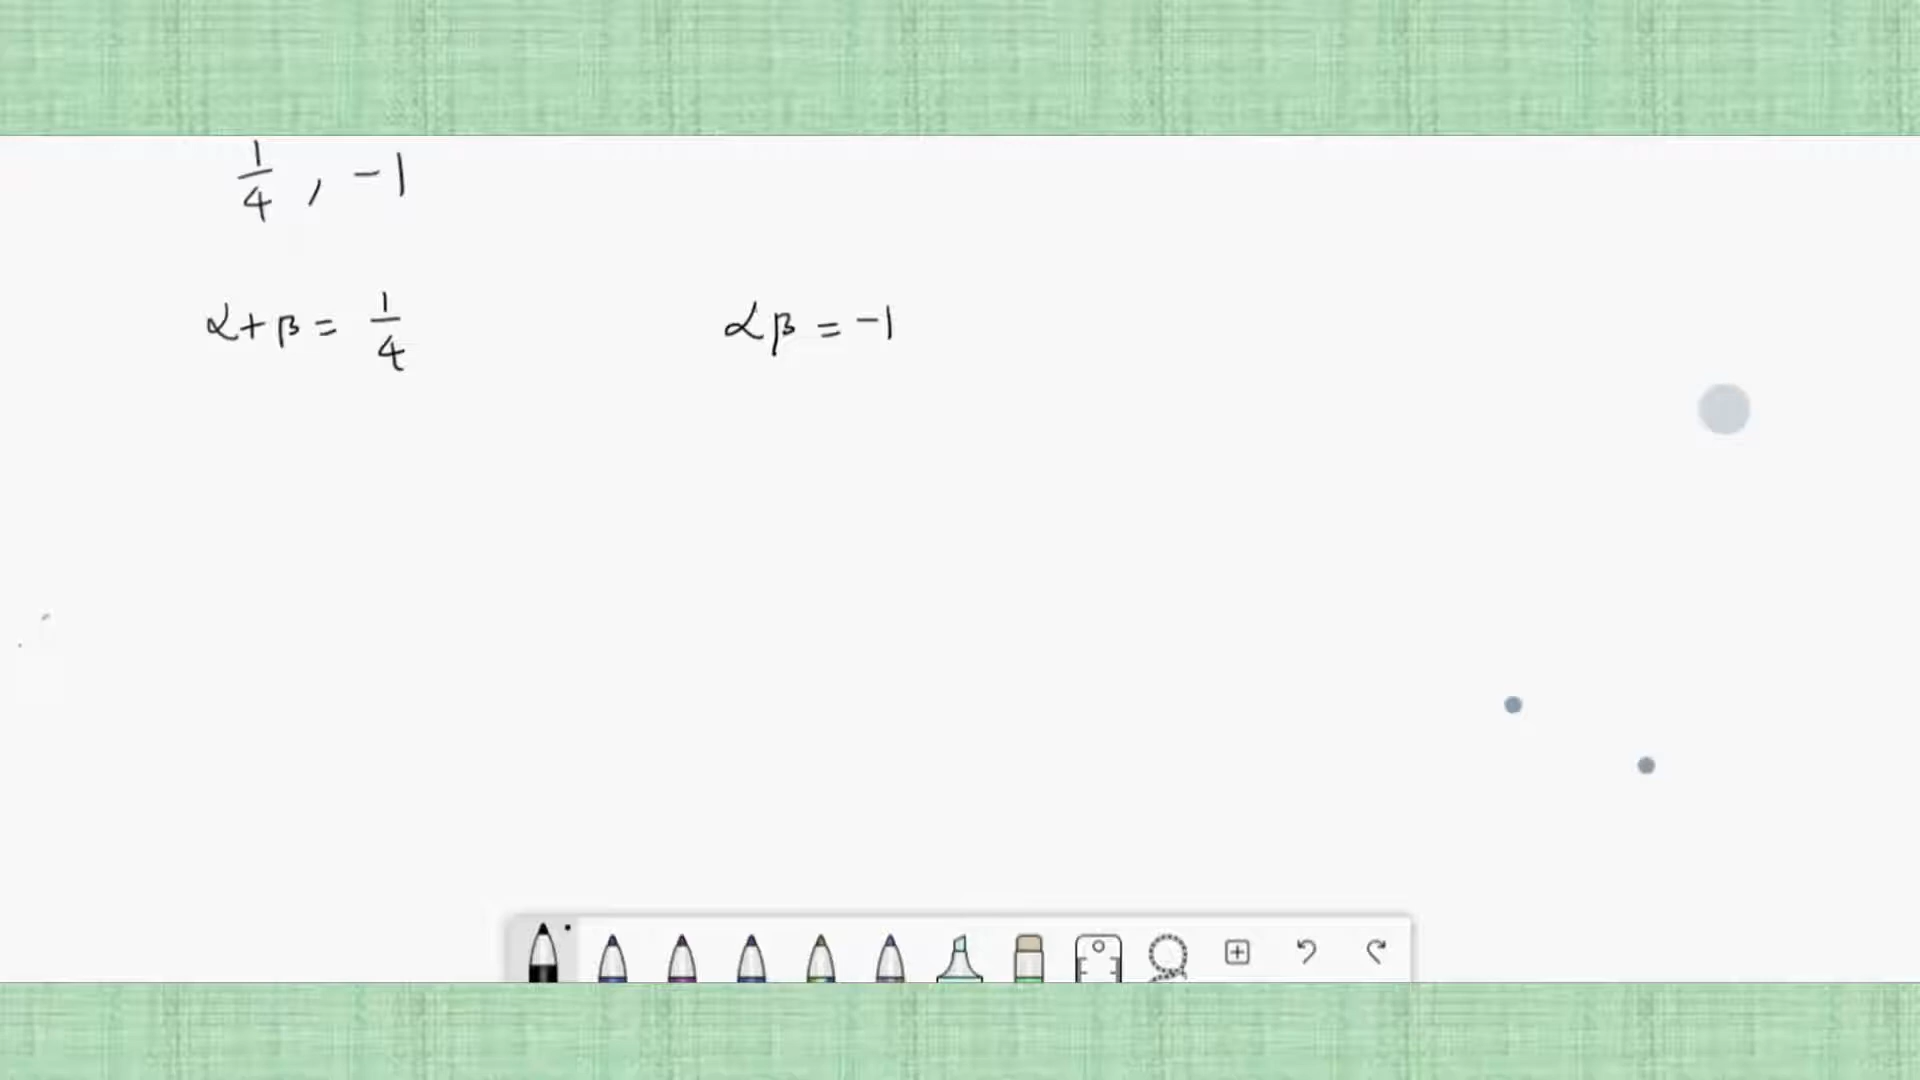 1/4 , -1
α+β = 1/4 αβ = -1